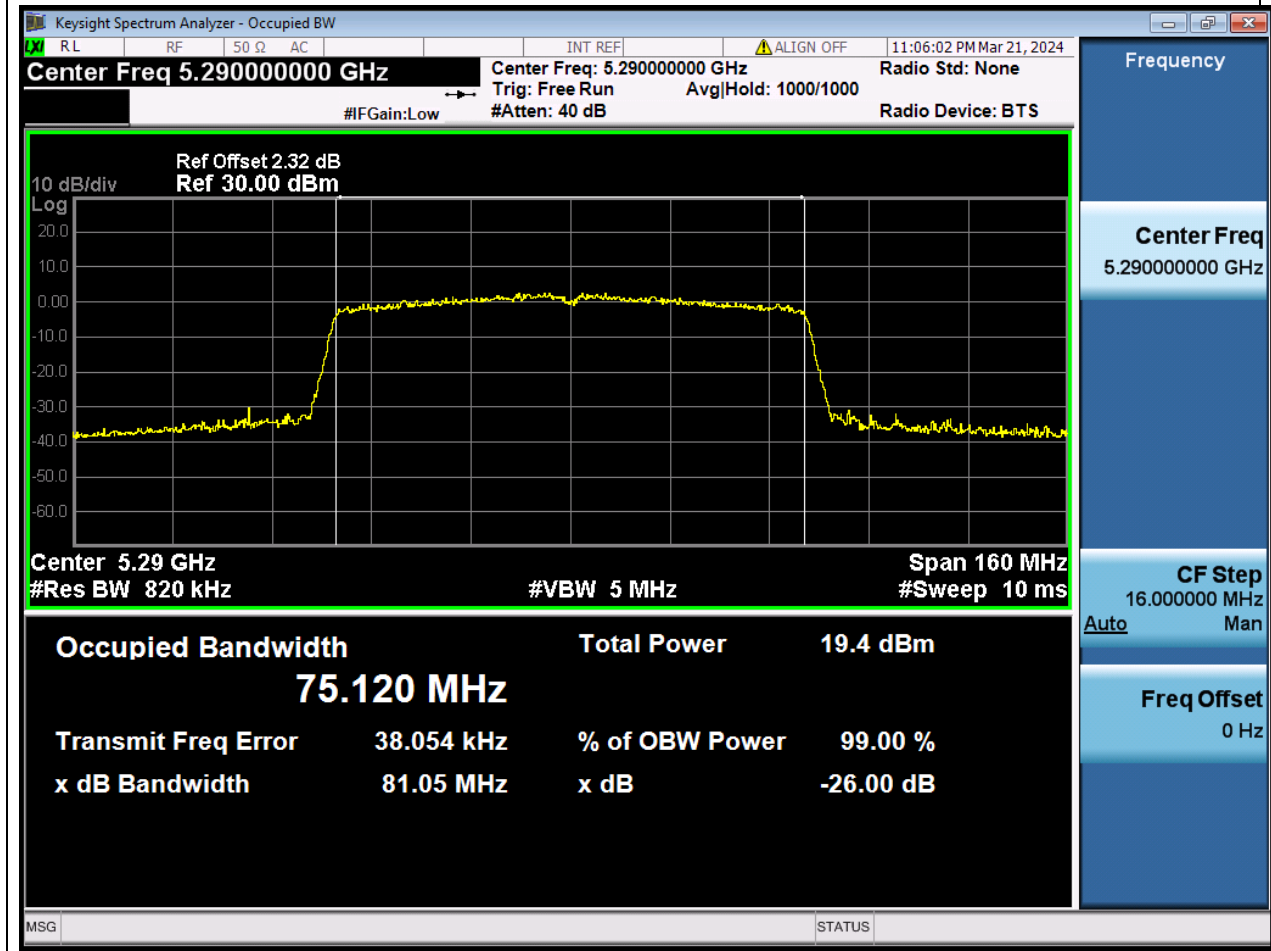 Keysight Spectrum Analyzer - Occupied BW
LXI RL RF 50 Ω AC INT REF ALIGN OFF 11:06:02 PM Mar 21, 2024
Center Freq 5.290000000 GHz
Center Freq: 5.290000000 GHz
Radio Std: None
Trig: Free Run Avg|Hold: 1000/1000
#IFGain:Low
#Atten: 40 dB
Radio Device: BTS
Ref Offset 2.32 dB
10 dB/div Ref 30.00 dBm
Log
20.0
10.0
0.00
-10.0
-20.0
-30.0
-40.0
-50.0
-60.0
Center 5.29 GHz Span 160 MHz
#Res BW 820 kHz #VBW 5 MHz #Sweep 10 ms
Occupied Bandwidth Total Power 19.4 dBm
75.120 MHz
Transmit Freq Error 38.054 kHz % of OBW Power 99.00 %
x dB Bandwidth 81.05 MHz x dB -26.00 dB
Frequency
Center Freq
5.290000000 GHz
CF Step
16.000000 MHz
Auto Man
Freq Offset
0 Hz
MSG STATUS